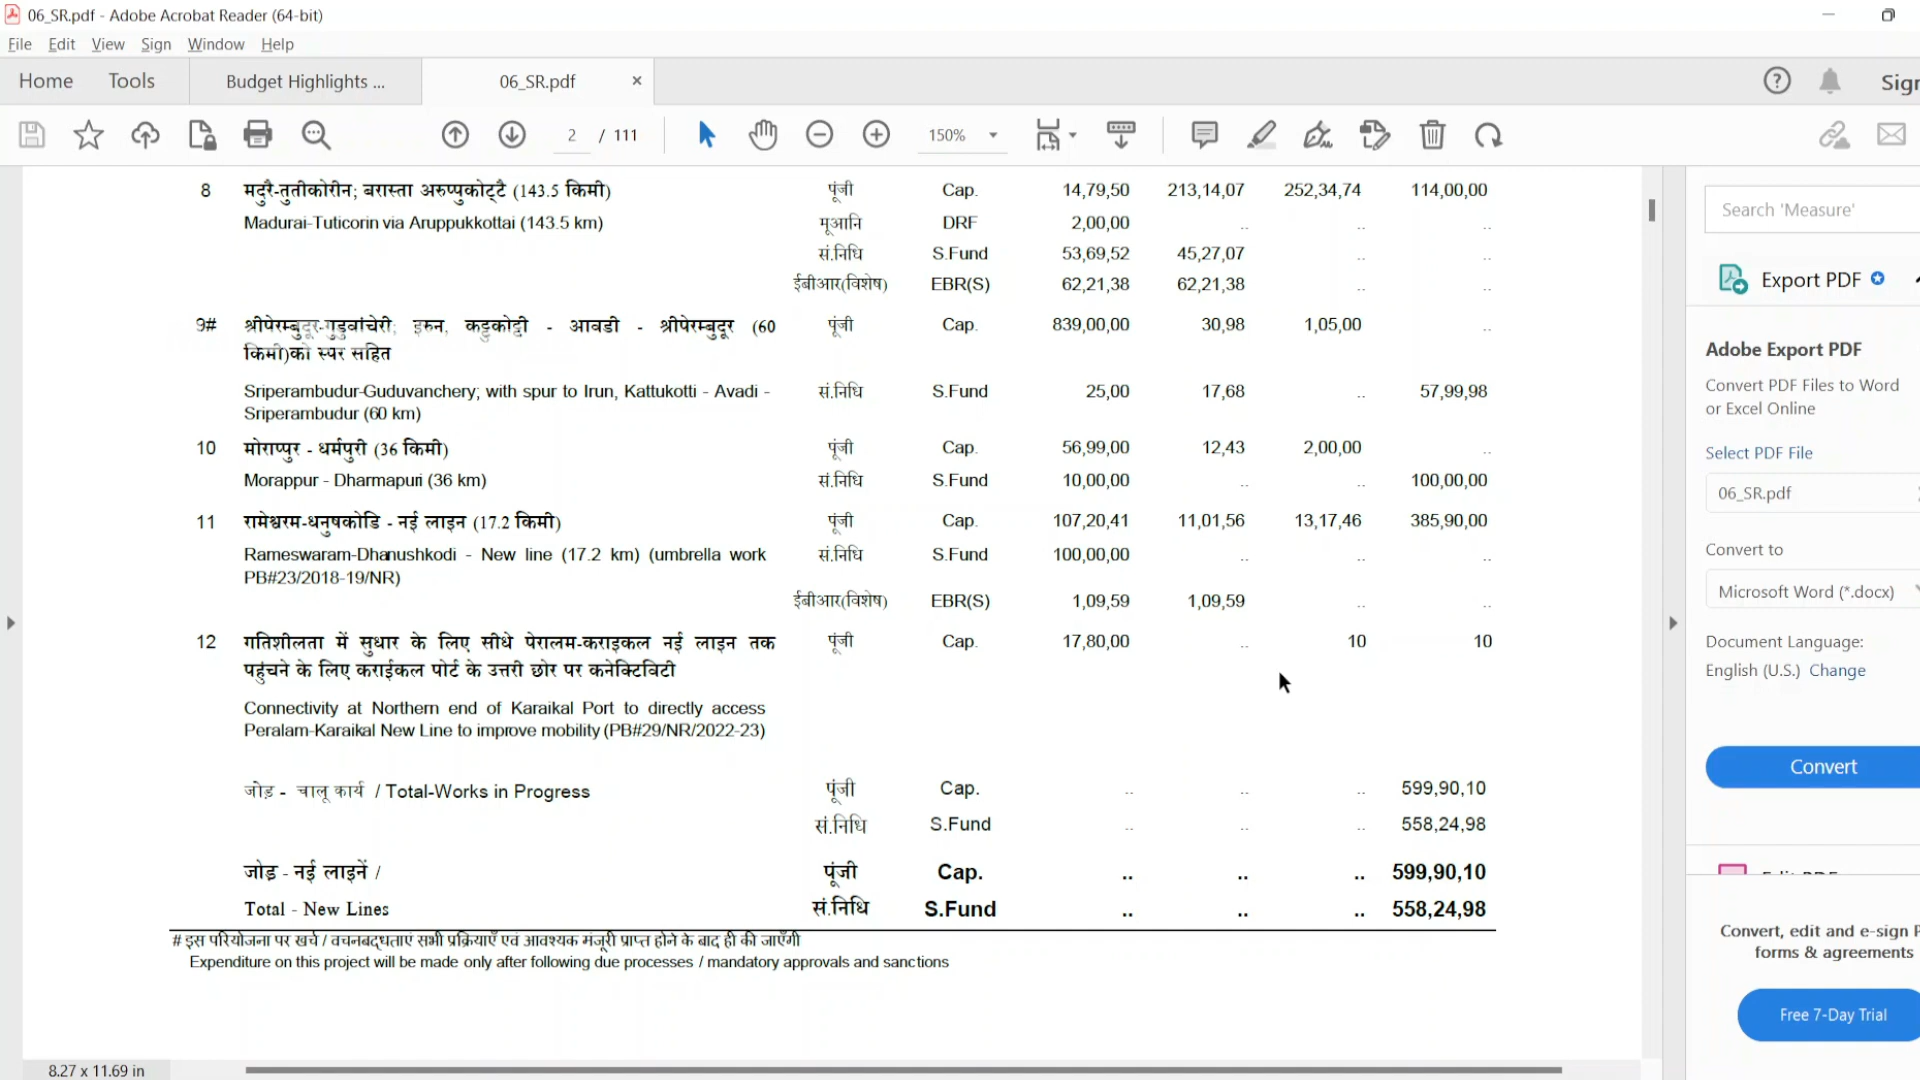 06_SR.pdf - Adobe Acrobat Reader (64-bit)
File Edit View Sign Window Help
Home Tools Budget Highlights ... 06_SR.pdf × Sign
2 / 111 150%
8 मदुरै-तूतीकोरीन; बरास्ता अरुप्पुकोट्टै (143.5 किमी) पूंजी Cap. 14,79,50 213,14,07 252,34,74 114,00,00
Madurai-Tuticorin via Aruppukkottai (143.5 km) मूआनि DRF 2,00,00 .. .. ..
सं.निधि S.Fund 53,69,52 45,27,07 .. ..
ईबीआर(विशेष) EBR(S) 62,21,38 62,21,38 .. ..
9# श्रीपेरम्बुदूर-गुडुवांचेरी; इरुन, कट्टुकोट्टी - आवडी - श्रीपेरम्बुदूर (60 पूंजी Cap. 839,00,00 30,98 1,05,00 ..
किमी)को स्पर सहित
Sriperambudur-Guduvanchery; with spur to Irun, Kattukotti - Avadi - सं.निधि S.Fund 25,00 17,68 .. 57,99,98
Sriperambudur (60 km)
10 मोराप्पुर - धर्मपुरी (36 किमी) पूंजी Cap. 56,99,00 12,43 2,00,00 ..
Morappur - Dharmapuri (36 km) सं.निधि S.Fund 10,00,00 .. .. 100,00,00
11 रामेश्वरम-धनुषकोडि - नई लाइन (17.2 किमी) पूंजी Cap. 107,20,41 11,01,56 13,17,46 385,90,00
Rameswaram-Dhanushkodi - New line (17.2 km) (umbrella work सं.निधि S.Fund 100,00,00 .. .. ..
PB#23/2018-19/NR)
ईबीआर(विशेष) EBR(S) 1,09,59 1,09,59 .. ..
12 गतिशीलता में सुधार के लिए सीधे पेरालम-कराइकल नई लाइन तक पूंजी Cap. 17,80,00 .. 10 10
पहुंचने के लिए कराईकल पोर्ट के उत्तरी छोर पर कनेक्टिविटी
Connectivity at Northern end of Karaikal Port to directly access
Peralam-Karaikal New Line to improve mobility (PB#29/NR/2022-23)
जोड़ - चालू कार्य / Total-Works in Progress पूंजी Cap. .. .. .. 599,90,10
सं.निधि S.Fund .. .. .. 558,24,98
जोड़ - नई लाइनें / पूंजी Cap. .. .. .. 599,90,10
Total - New Lines सं.निधि S.Fund .. .. .. 558,24,98
# इस परियोजना पर खर्च / वचनबद्धताएं सभी प्रक्रियाएँ एवं आवश्यक मंजूरी प्राप्त होने के बाद ही की जाएँगी
Expenditure on this project will be made only after following due processes / mandatory approvals and sanctions
8.27 x 11.69 in
Search 'Measure'
Export PDF
Adobe Export PDF
Convert PDF Files to Word
or Excel Online
Select PDF File
06_SR.pdf
Convert to
Microsoft Word (*.docx)
Document Language:
English (U.S.) Change
Convert
Convert, edit and e-sign
forms & agreements
Free 7-Day Trial